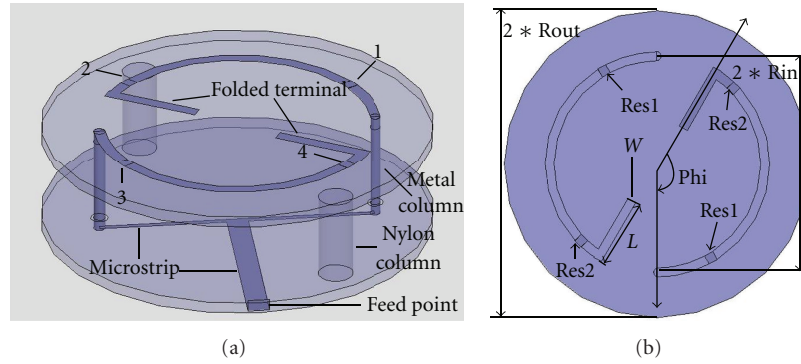 1
2
Folded terminal
4
3
Metal
column
Microstrip
Nylon
column
Feed point
(a)
2 * Rout
2 * Rin
Res1
Res2
W
Phi
Res1
L
Res2
(b)